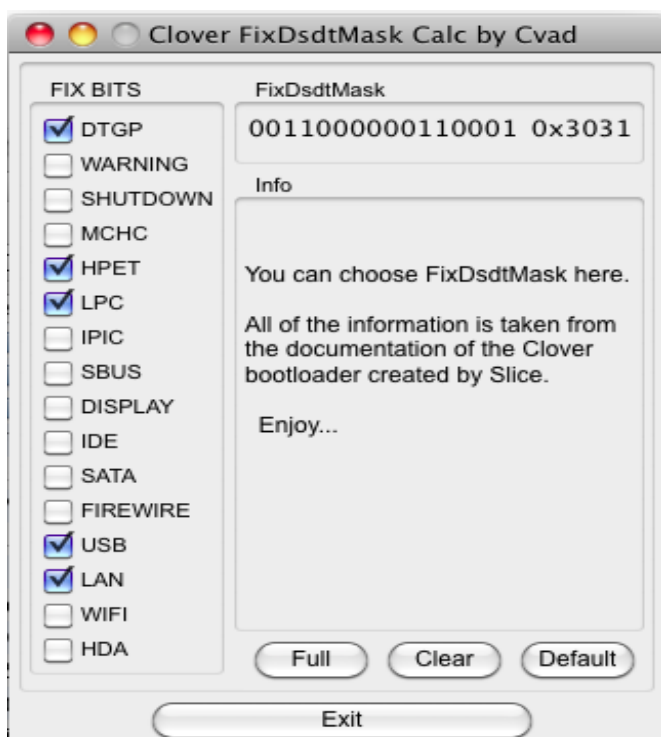 Clover FixDsdtMask Calc by Cvad
FIX BITS
DTGP
WARNING
SHUTDOWN
MCHC
HPET
LPC
IPIC
SBUS
DISPLAY
IDE
SATA
FIREWIRE
USB
LAN
WIFI
HDA
FixDsdtMask
0011000000110001 0x3031
Info
You can choose FixDsdtMask here.
All of the information is taken from
the documentation of the Clover
bootloader created by Slice.
Enjoy...
Full
Clear
Default
Exit